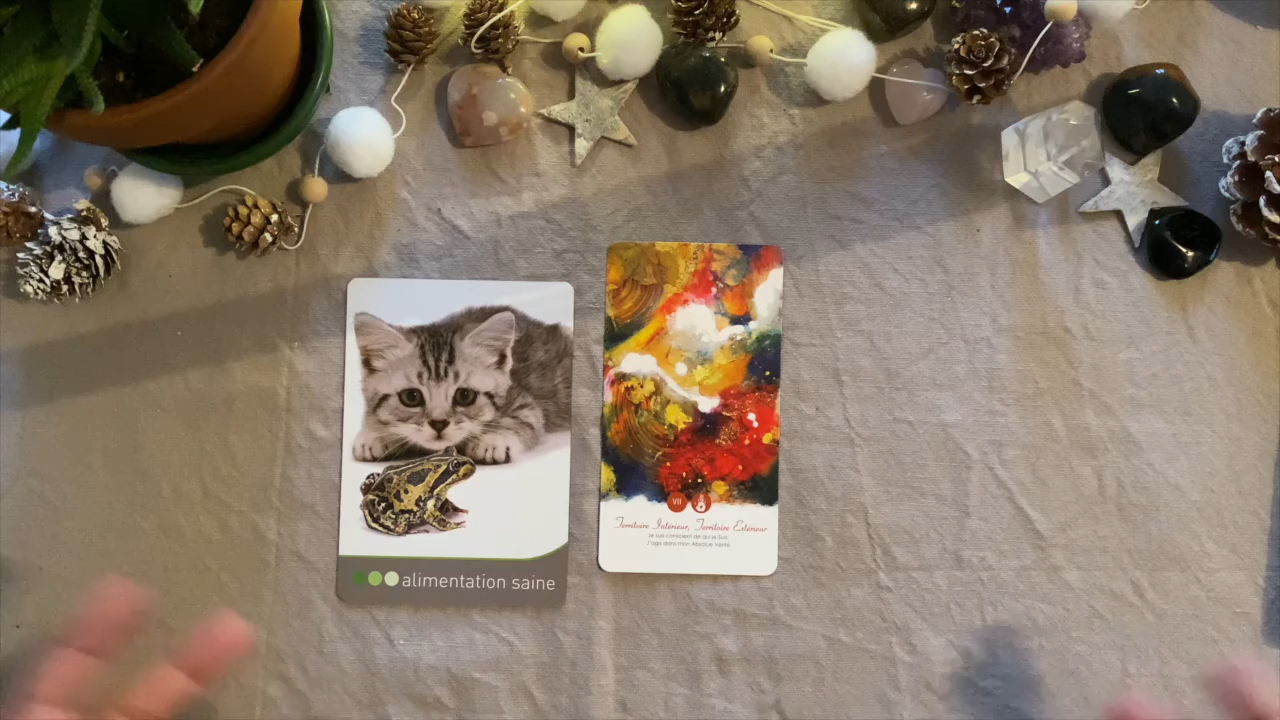 alimentation saine
VII
Territoire Intérieur, Territoire Extérieur
Je suis conscient de qui je Suis,
J'agis dans mon Absolue Vérité